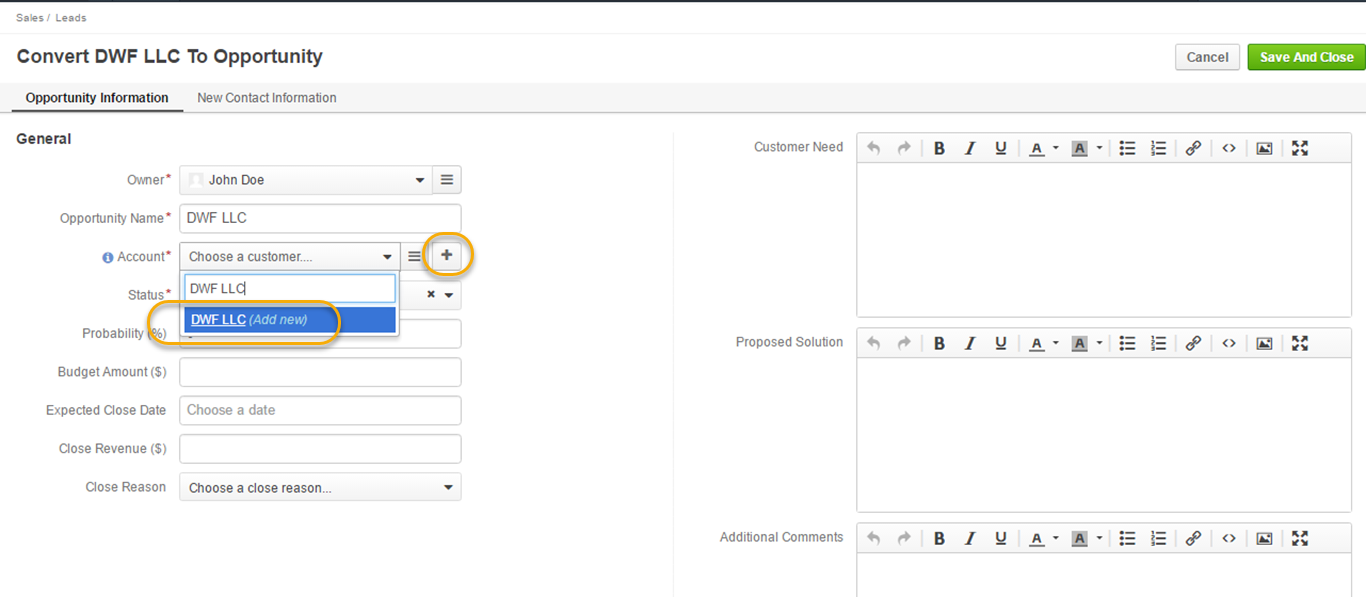 Sales / Leads
Convert DWF LLC To Opportunity
Cancel
Save And Close
Opportunity Information
New Contact Information
General
Owner*
John Doe
Opportunity Name*
DWF LLC
Account*
Choose a customer....
DWF LLC
DWF LLC (Add new)
Status*
Probability (%)
Budget Amount ($)
Expected Close Date
Choose a date
Close Revenue ($)
Close Reason
Choose a close reason...
Customer Need
B I U A A
Proposed Solution
B I U A A
Additional Comments
B I U A A